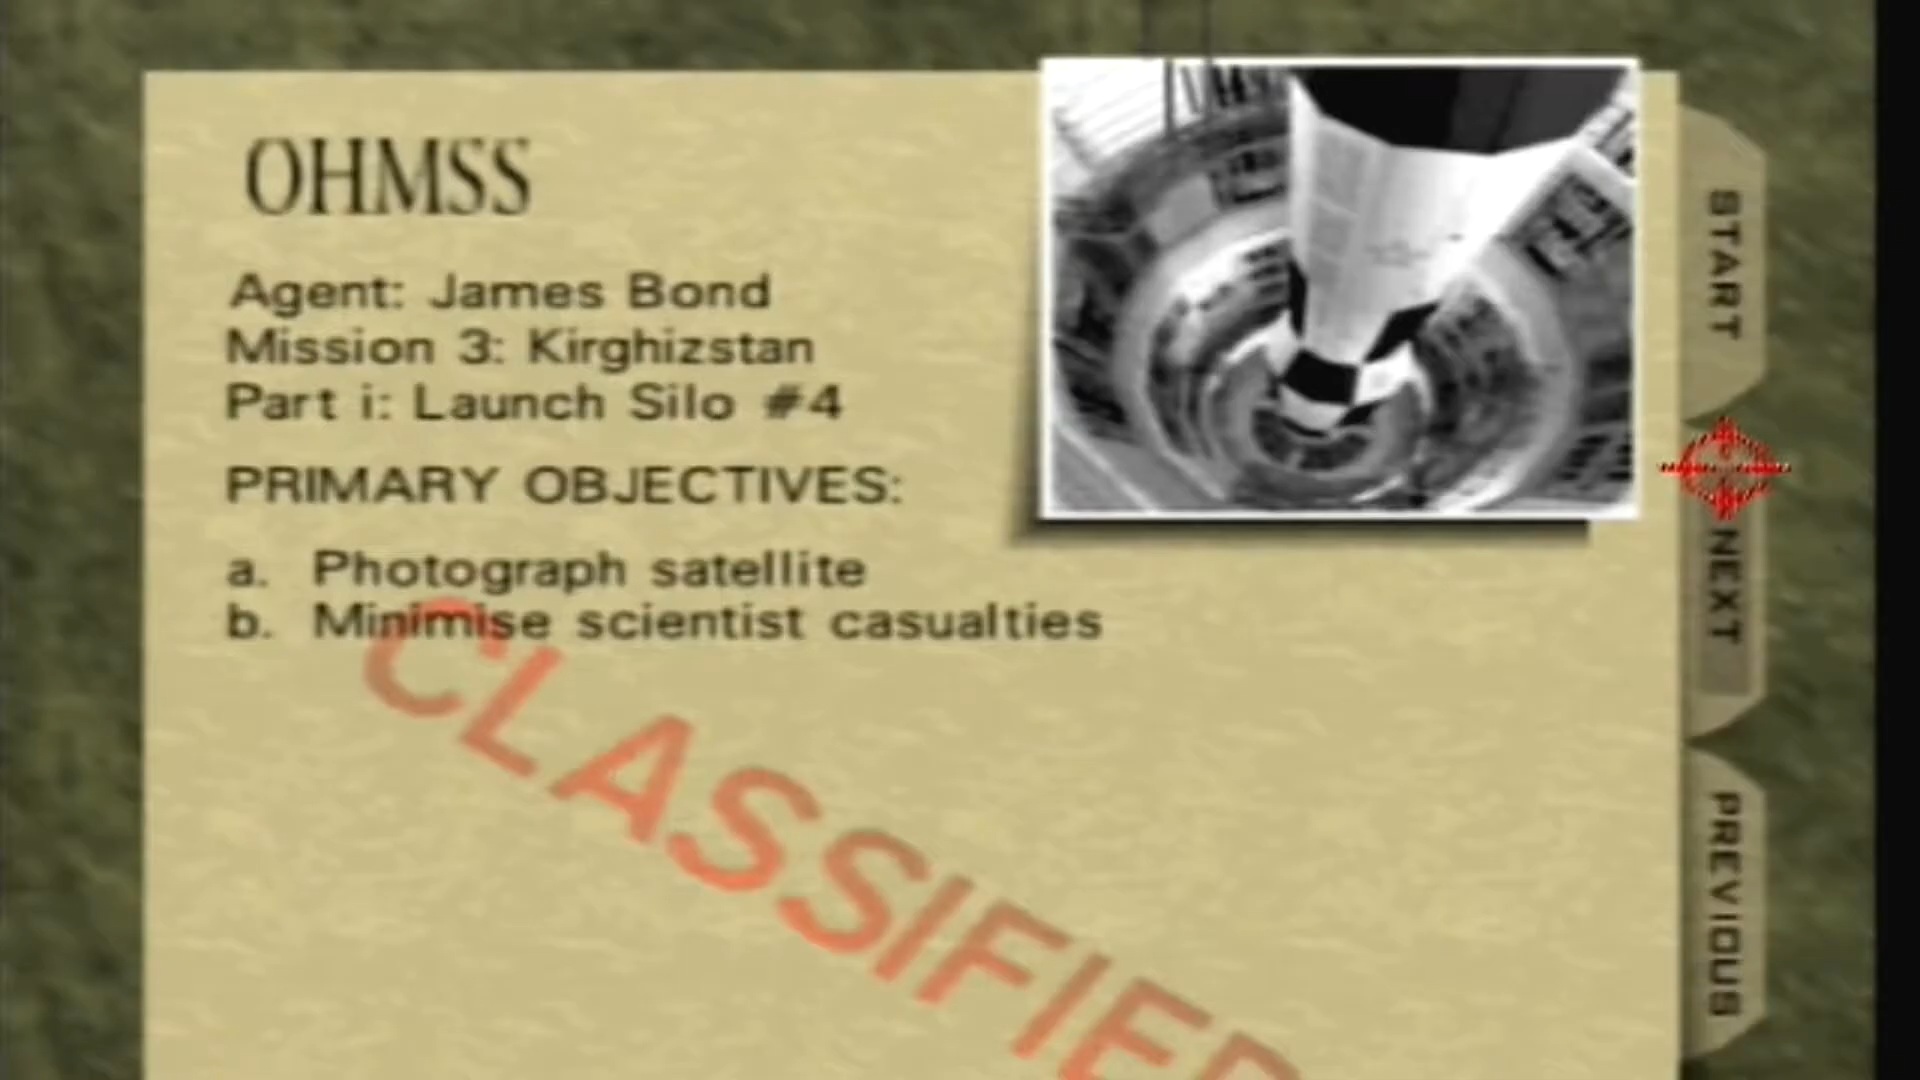 OHMSS
Agent: James Bond
Mission 3: Kirghizstan
Part i: Launch Silo #4
PRIMARY OBJECTIVES:
a. Photograph satellite
b. Minimise scientist casualties
CLASSIFIED
START
NEXT
PREVIOUS